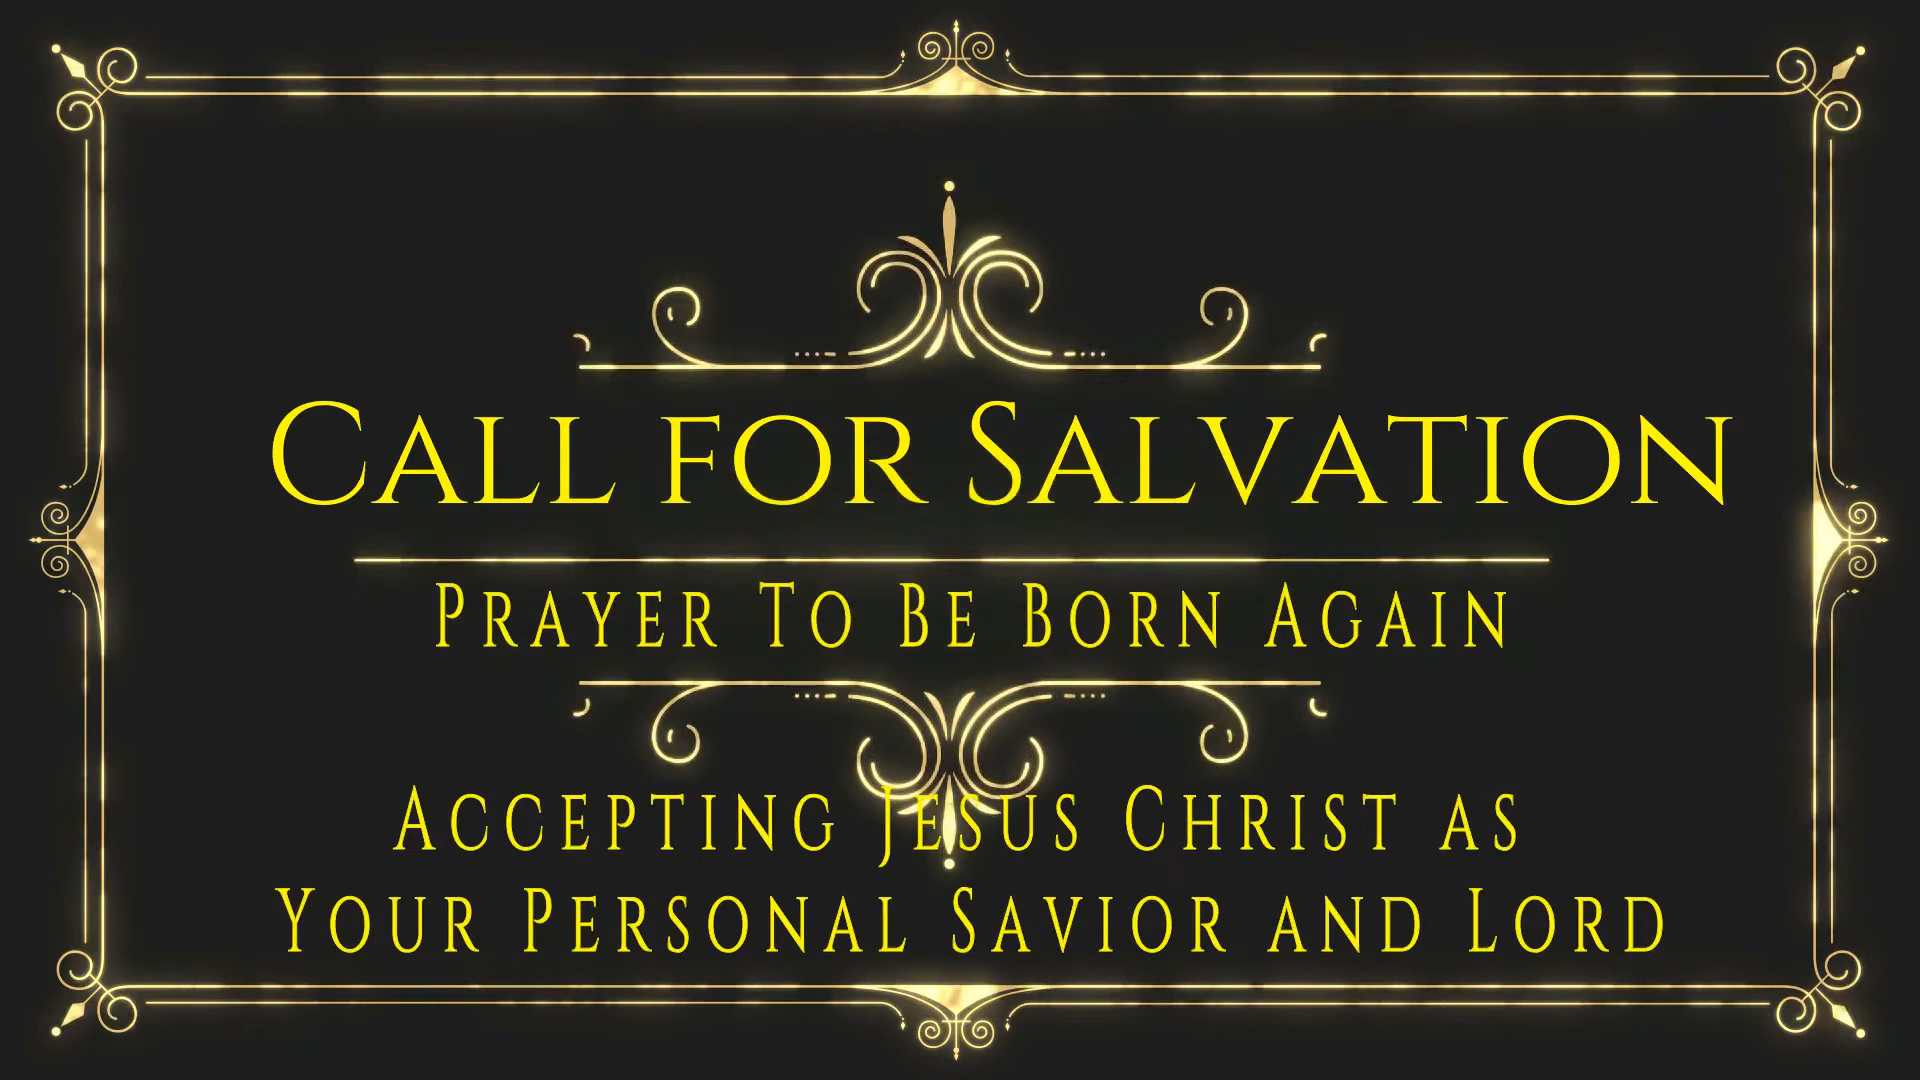 Call for Salvation
Prayer To Be Born Again
Accepting Jesus Christ as
Your Personal Savior and Lord